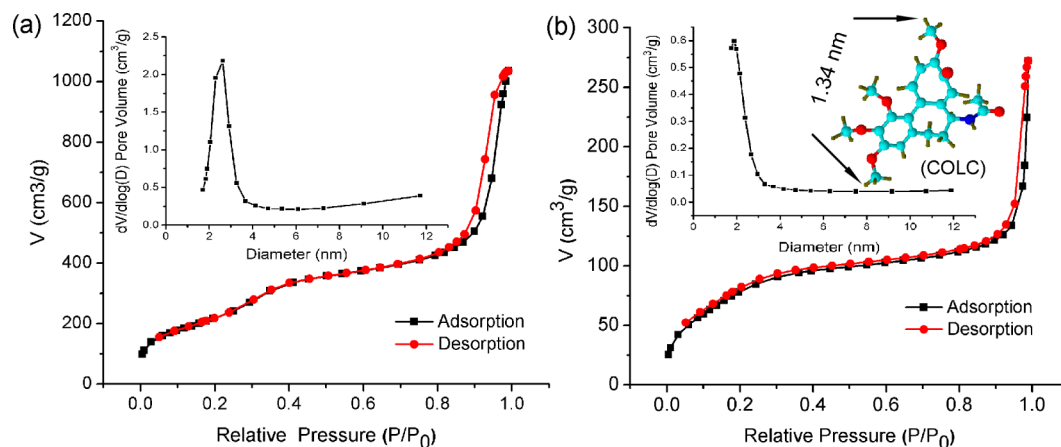 (a)
1200
1000
800
600
400
200
0
V (cm3/g)
0.0 0.2 0.4 0.6 0.8 1.0
Relative Pressure (P/P0)
dV/dlog(D) Pore Volume (cm³/g)
2.5
2.0
1.5
1.0
0.5
0.0
0 2 4 6 8 10 12
Diameter (nm)
Adsorption
Desorption
(b)
300
250
200
150
100
50
0
V (cm³/g)
0.0 0.2 0.4 0.6 0.8 1.0
Relative Pressure (P/P0)
dV/dlog(D) Pore Volume (cm³/g)
0.6
0.5
0.4
0.3
0.2
0.1
0.0
0 2 4 6 8 10 12
Diameter (nm)
1.34 nm
(COLC)
Adsorption
Desorption